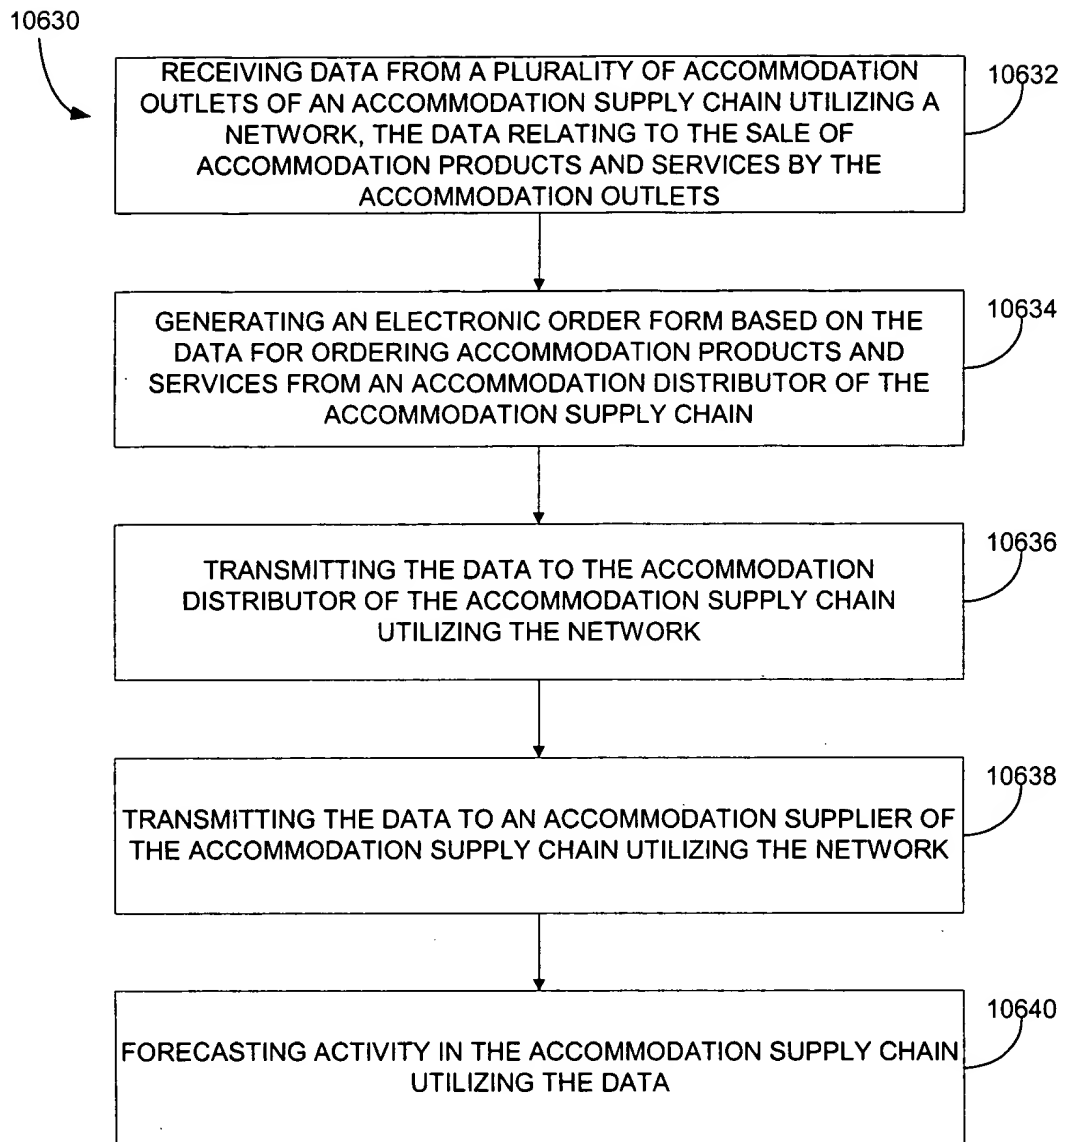 10630
RECEIVING DATA FROM A PLURALITY OF ACCOMMODATION
OUTLETS OF AN ACCOMMODATION SUPPLY CHAIN UTILIZING A
NETWORK, THE DATA RELATING TO THE SALE OF
ACCOMMODATION PRODUCTS AND SERVICES BY THE
ACCOMMODATION OUTLETS
10632
GENERATING AN ELECTRONIC ORDER FORM BASED ON THE
DATA FOR ORDERING ACCOMMODATION PRODUCTS AND
SERVICES FROM AN ACCOMMODATION DISTRIBUTOR OF THE
ACCOMMODATION SUPPLY CHAIN
10634
TRANSMITTING THE DATA TO THE ACCOMMODATION
DISTRIBUTOR OF THE ACCOMMODATION SUPPLY CHAIN
UTILIZING THE NETWORK
10636
TRANSMITTING THE DATA TO AN ACCOMMODATION SUPPLIER OF
THE ACCOMMODATION SUPPLY CHAIN UTILIZING THE NETWORK
10638
FORECASTING ACTIVITY IN THE ACCOMMODATION SUPPLY CHAIN
UTILIZING THE DATA
10640